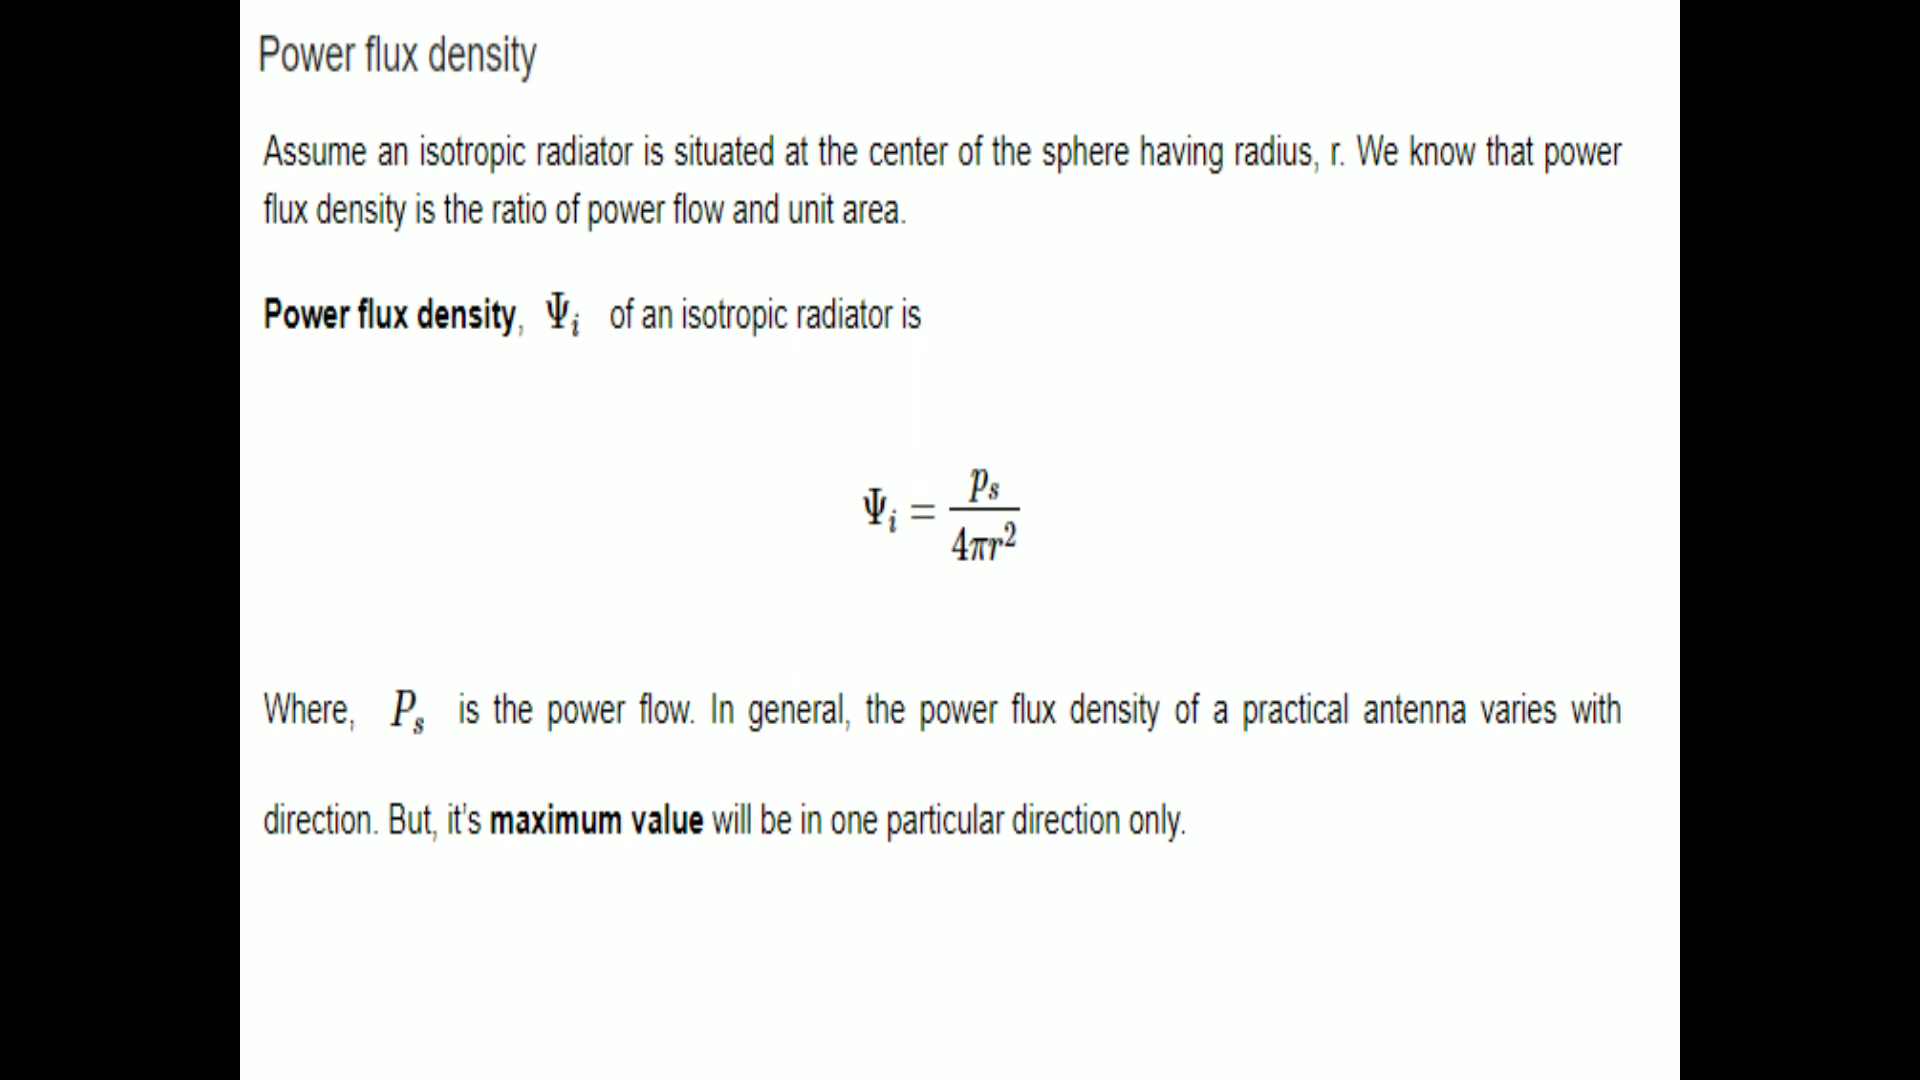 Power flux density
Assume an isotropic radiator is situated at the center of the sphere having radius, r. We know that power
flux density is the ratio of power flow and unit area.
Power flux density, Ψᵢ of an isotropic radiator is
Ψᵢ = pₛ / 4πr²
Where, Pₛ is the power flow. In general, the power flux density of a practical antenna varies with
direction. But, it's maximum value will be in one particular direction only.